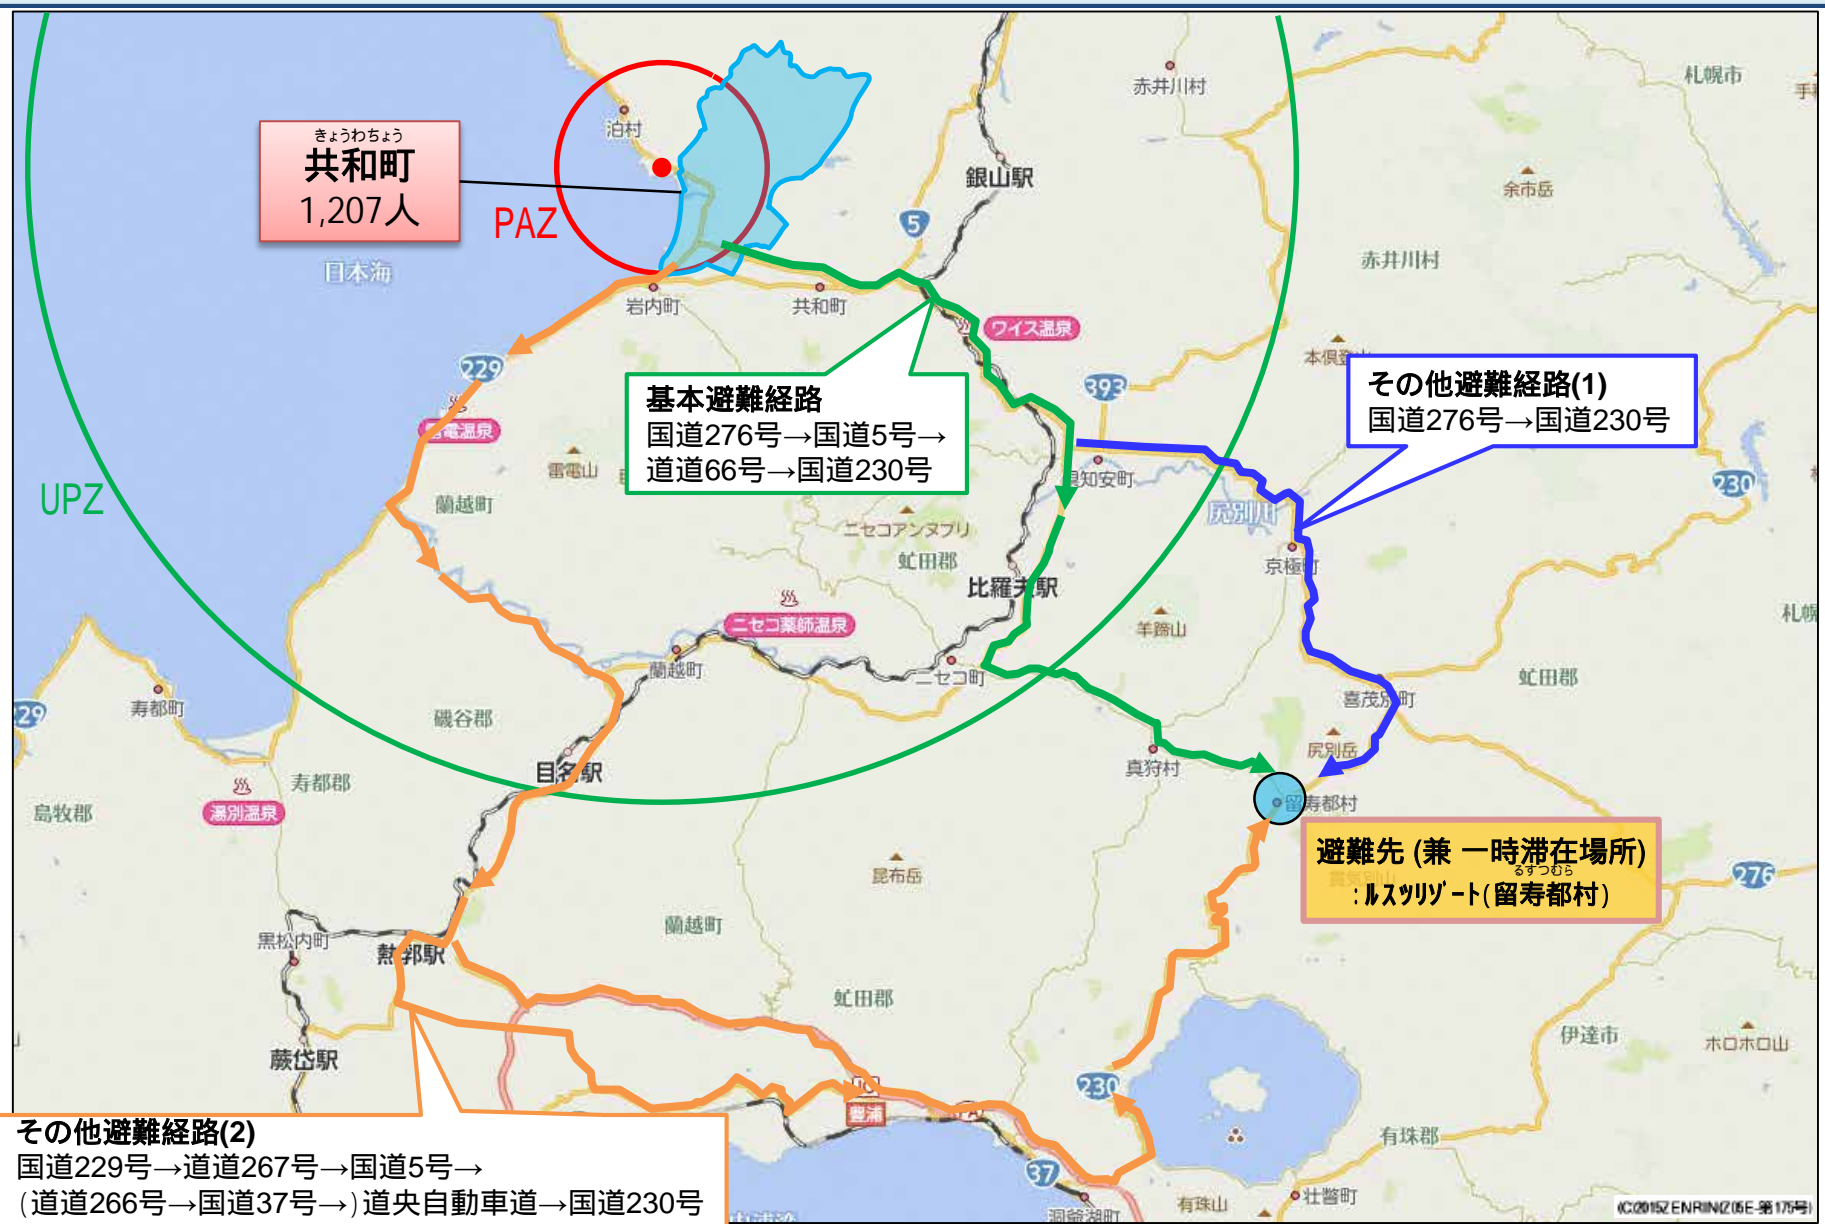 札幌市
赤井川村
泊村
きょうわちょう
共和町
1,207人
PAZ
銀山駅
余市岳
5
日本海
赤井川村
岩内町
共和町
ワイス温泉
229
393
基本避難経路
国道276号→国道5号→
道道66号→国道230号
その他避難経路(1)
国道276号→国道230号
雷電山
倶知安町
230
UPZ
蘭越町
尻別川
ニセコアンヌプリ
虻田郡
京極町
比羅夫駅
ニセコ薬師温泉
羊蹄山
蘭越町
ニセコ町
虻田郡
寿都町
磯谷郡
喜茂別町
尻別岳
目名駅
真狩村
寿都郡
島牧郡
湯別温泉
留寿都村
避難先 (兼 一時滞在場所)
るすつむら
:ルスツリゾート(留寿都村)
276
昆布岳
蘭越町
黒松内町
熱郛駅
虻田郡
伊達市
ホロホロ山
蕨岱駅
230
豊浦
有珠郡
37
その他避難経路(2)
国道229号→道道267号→国道5号→
(道道266号→国道37号→)道央自動車道→国道230号
有珠山
壮瞥町
洞爺湖町
(C)2015ZENRIN(Z05E-第175号)